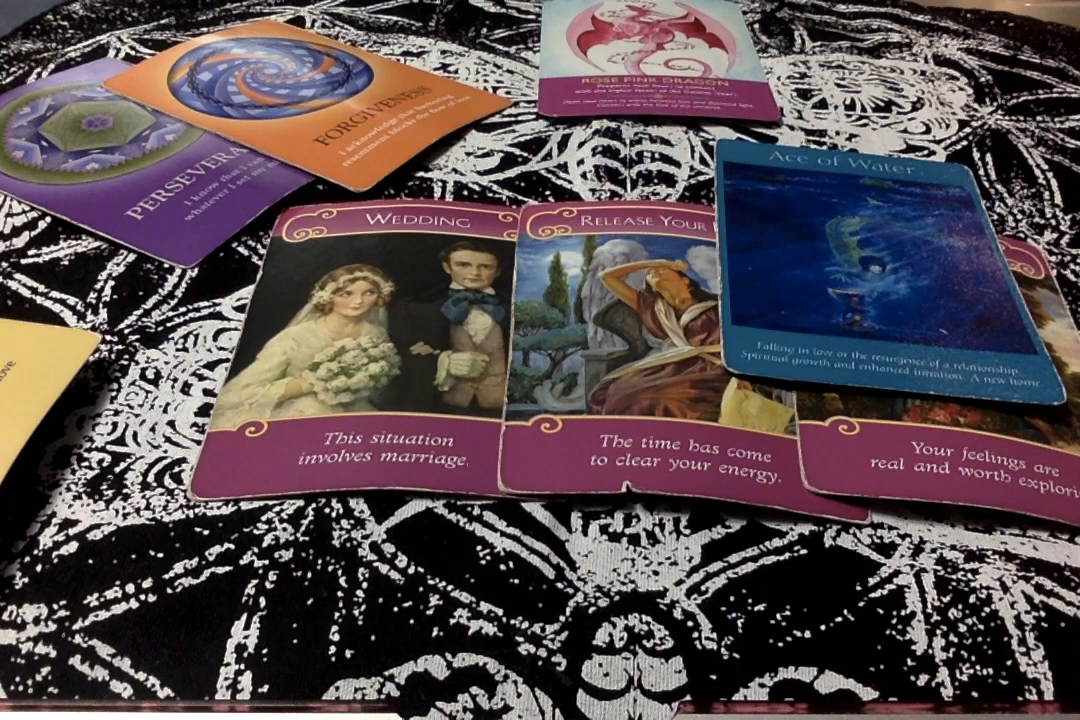 ROSE PINK DRAGON
FORGIVENESS
I acknowledge that harboring
resentment blocks the flow of love
PERSEVERA
I know that I can
whatever I set my
love
WEDDING
This situation
involves marriage.
RELEASE YOUR
The time has come
to clear your energy.
Ace of Water
Falling in love or the resurgence of a relationship.
Spiritual growth and enhanced intuition. A new home
Your feelings are
real and worth explori